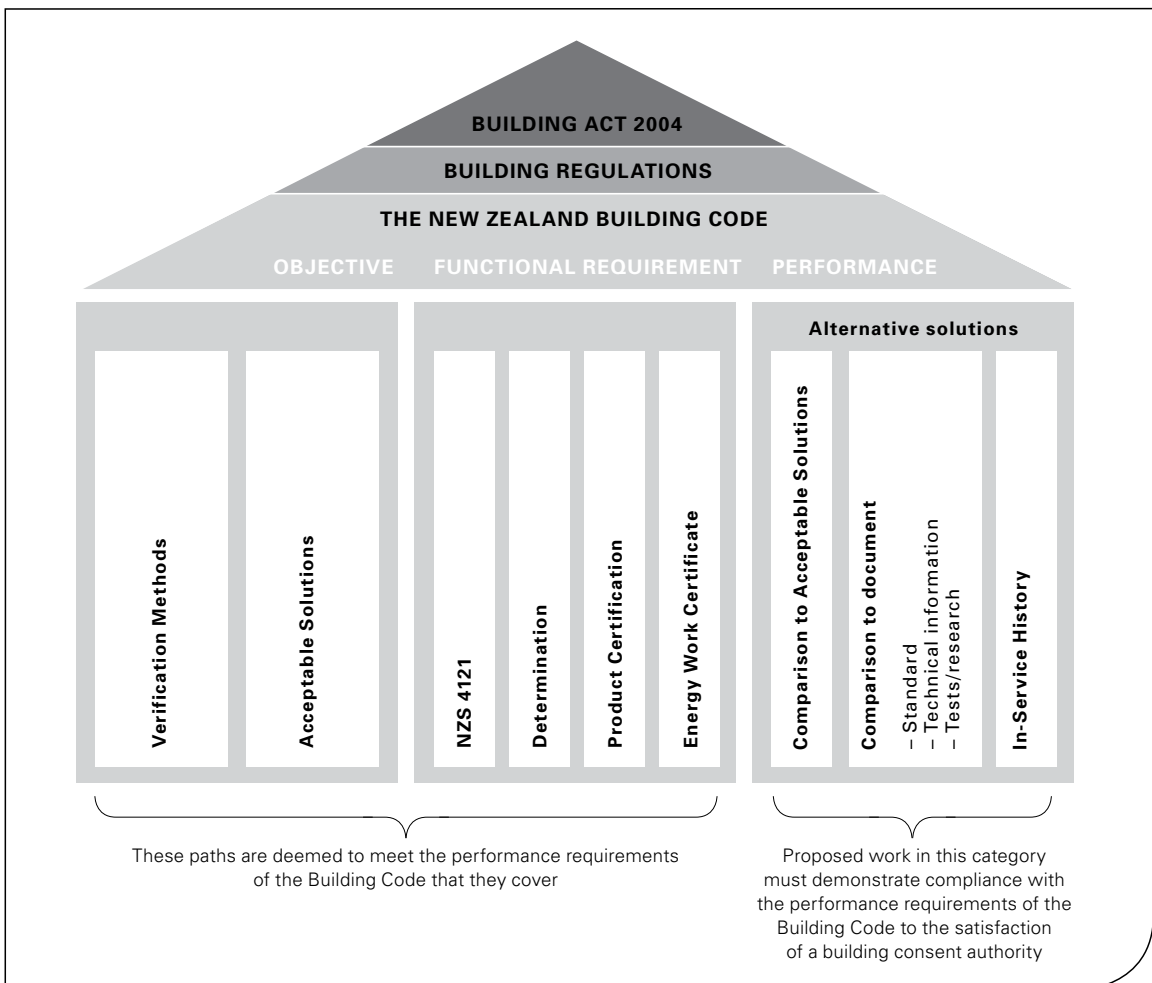 BUILDING ACT 2004
BUILDING REGULATIONS
THE NEW ZEALAND BUILDING CODE
OBJECTIVE FUNCTIONAL REQUIREMENT PERFORMANCE
Alternative solutions
Verification Methods
Acceptable Solutions
NZS 4121
Determination
Product Certification
Energy Work Certificate
Comparison to Acceptable Solutions
Comparison to document
– Standard
– Technical information
– Tests/research
In-Service History
These paths are deemed to meet the performance requirements
of the Building Code that they cover
Proposed work in this category
must demonstrate compliance with
the performance requirements of the
Building Code to the satisfaction
of a building consent authority